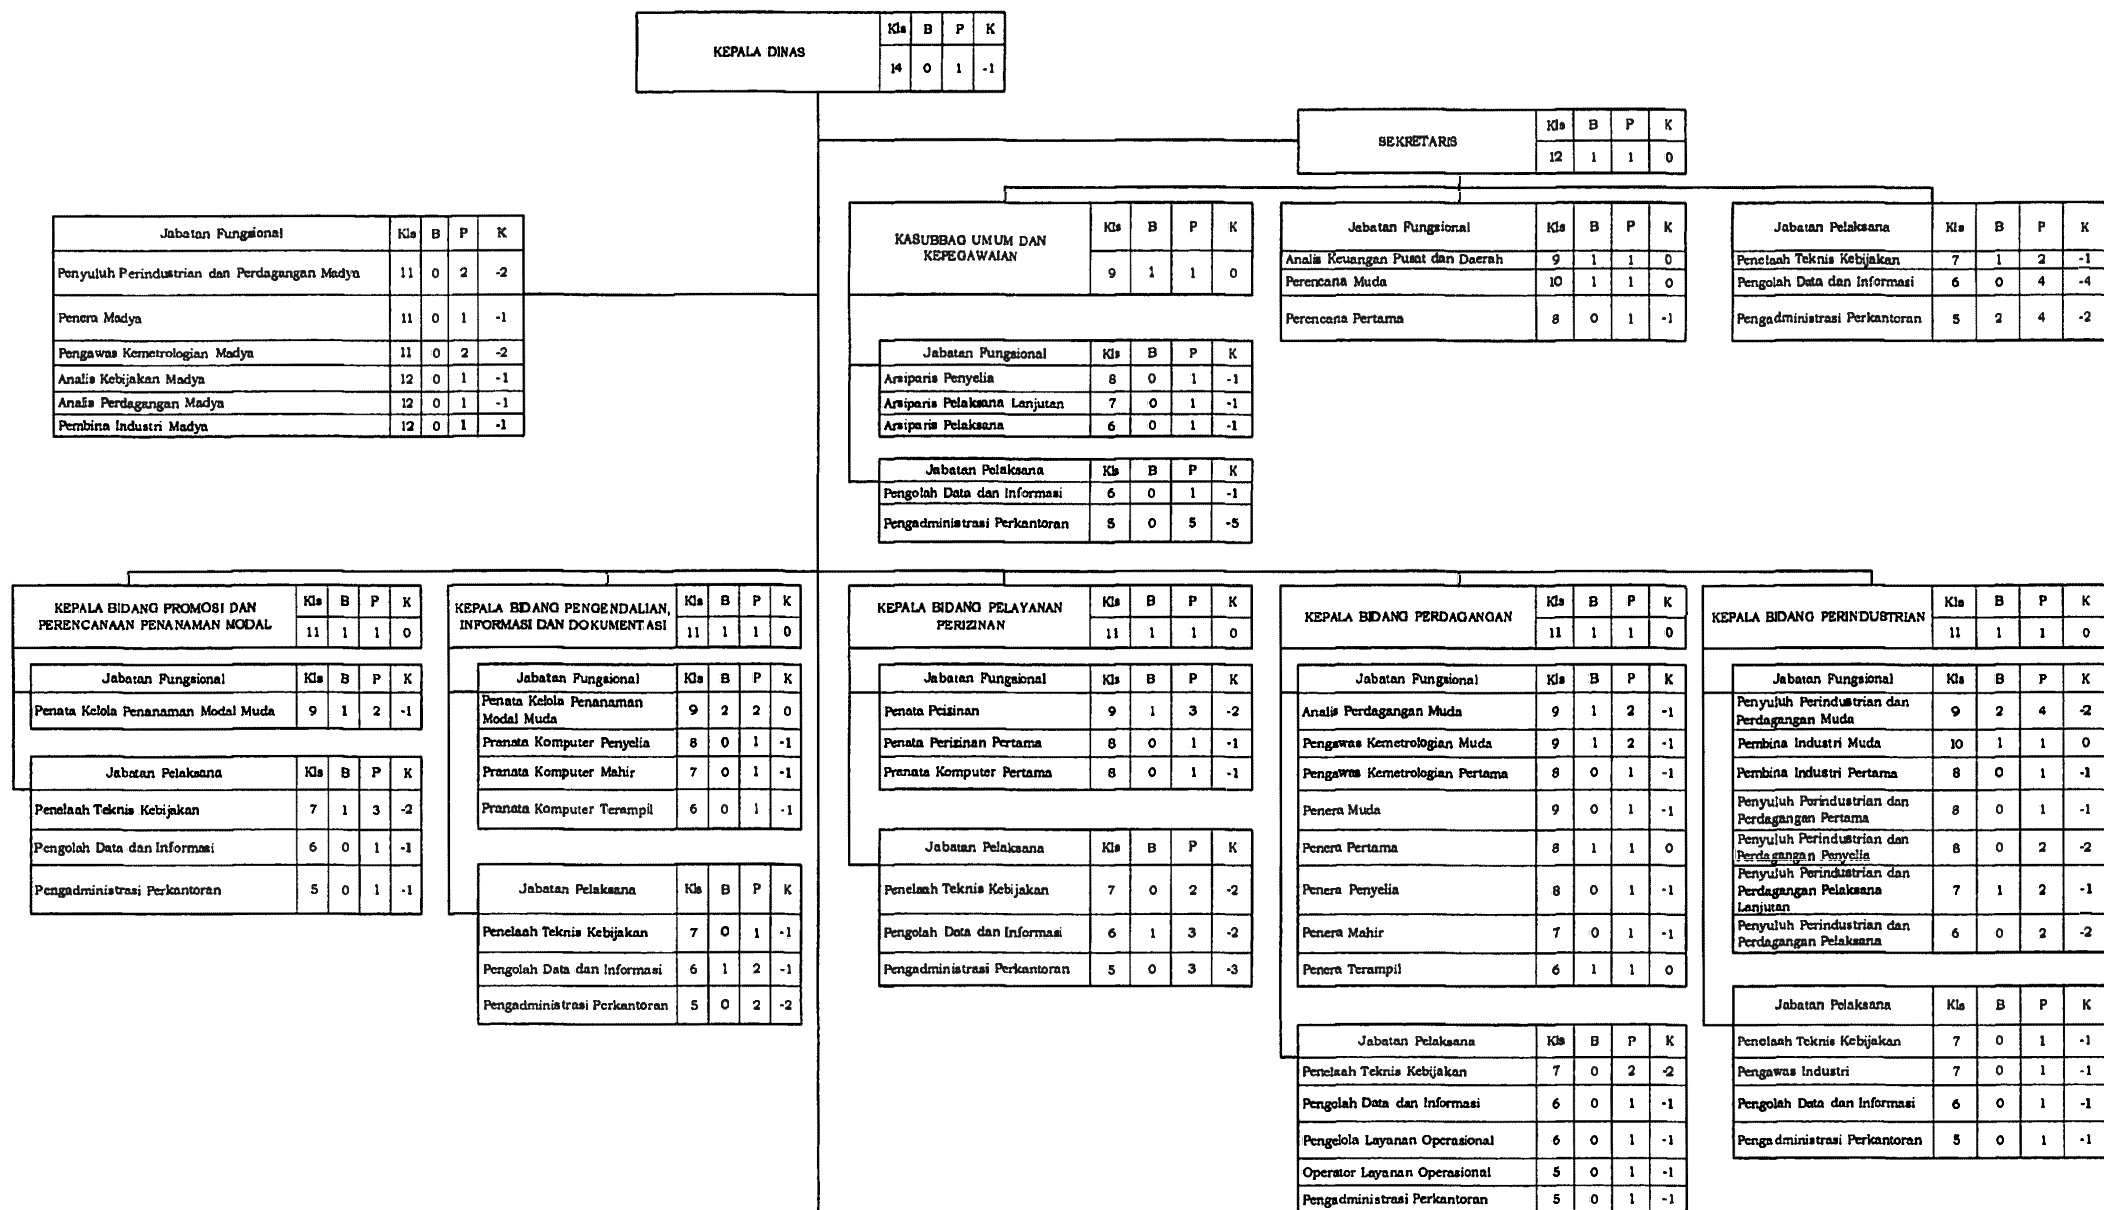 KEPALA DINAS
Kls B P K
14 0 1 -1
SEKRETARIS
Kls B P K
12 1 1 0
Jabatan Fungsional Kls B P K
Penyuluh Perindustrian dan Perdagangan Madya 11 0 2 -2
Penera Madya 11 0 1 -1
Pengawas Kemetrologian Madya 11 0 2 -2
Analis Kebijakan Madya 12 0 1 -1
Analis Perdagangan Madya 12 0 1 -1
Pembina Industri Madya 12 0 1 -1
KASUBBAG UMUM DAN
KEPEGAWAIAN
Kls B P K
9 1 1 0
Jabatan Fungsional Kls B P K
Arsiparis Penyelia 8 0 1 -1
Arsiparis Pelaksana Lanjutan 7 0 1 -1
Arsiparis Pelaksana 6 0 1 -1
Jabatan Pelaksana Kls B P K
Pengolah Data dan Informasi 6 0 1 -1
Pengadministrasi Perkantoran 5 0 5 -5
Jabatan Fungsional Kls B P K
Analis Keuangan Pusat dan Daerah 9 1 1 0
Perencana Muda 10 1 1 0
Perencana Pertama 8 0 1 -1
Jabatan Pelaksana Kls B P K
Penelaah Teknis Kebijakan 7 1 2 -1
Pengolah Data dan Informasi 6 0 4 -4
Pengadministrasi Perkantoran 5 2 4 -2
KEPALA BIDANG PROMOSI DAN
PERENCANAAN PENANAMAN MODAL
Kls B P K
11 1 1 0
Jabatan Fungsional Kls B P K
Penata Kelola Penanaman Modal Muda 9 1 2 -1
Jabatan Pelaksana Kls B P K
Penelaah Teknis Kebijakan 7 1 3 -2
Pengolah Data dan Informasi 6 0 1 -1
Pengadministrasi Perkantoran 5 0 1 -1
KEPALA BIDANG PENGENDALIAN,
INFORMASI DAN DOKUMENTASI
Kls B P K
11 1 1 0
Jabatan Fungsional Kls B P K
Penata Kelola Penanaman
Modal Muda 9 2 2 0
Pranata Komputer Penyelia 8 0 1 -1
Pranata Komputer Mahir 7 0 1 -1
Pranata Komputer Terampil 6 0 1 -1
Jabatan Pelaksana Kls B P K
Penelaah Teknis Kebijakan 7 0 1 -1
Pengolah Data dan Informasi 6 1 2 -1
Pengadministrasi Perkantoran 5 0 2 -2
KEPALA BIDANG PELAYANAN
PERIZINAN
Kls B P K
11 1 1 0
Jabatan Fungsional Kls B P K
Penata Peisinan 9 1 3 -2
Penata Perisinan Pertama 8 0 1 -1
Pranata Komputer Pertama 8 0 1 -1
Jabatan Pelaksana Kls B P K
Penelaah Teknis Kebijakan 7 0 2 -2
Pengolah Data dan Informasi 6 1 3 -2
Pengadministrasi Perkantoran 5 0 3 -3
KEPALA BIDANG PERDAGANGAN
Kls B P K
11 1 1 0
Jabatan Fungsional Kls B P K
Analis Perdagangan Muda 9 1 2 -1
Pengawas Kemetrologian Muda 9 1 2 -1
Pengawas Kemetrologian Pertama 8 0 1 -1
Penera Muda 9 0 1 -1
Penera Pertama 8 1 1 0
Penera Penyelia 8 0 1 -1
Penera Mahir 7 0 1 -1
Penera Terampil 6 1 1 0
Jabatan Pelaksana Kls B P K
Penelaah Teknis Kebijakan 7 0 2 -2
Pengolah Data dan Informasi 6 0 1 -1
Pengelola Layanan Operasional 6 0 1 -1
Operator Layanan Operasional 5 0 1 -1
Pengadministrasi Perkantoran 5 0 1 -1
KEPALA BIDANG PERINDUSTRIAN
Kls B P K
11 1 1 0
Jabatan Fungsional Kls B P K
Penyuluh Perindustrian dan
Perdagangan Muda 9 2 4 -2
Pembina Industri Muda 10 1 1 0
Pembina Industri Pertama 8 0 1 -1
Penyuluh Perindustrian dan
Perdagangan Pertama 8 0 1 -1
Penyuluh Perindustrian dan
Perdagangan Penyelia 8 0 2 -2
Penyuluh Perindustrian dan
Perdagangan Pelaksana
Lanjutan 7 1 2 -1
Penyuluh Perindustrian dan
Perdagangan Pelaksana 6 0 2 -2
Jabatan Pelaksana Kls B P K
Penelaah Teknis Kebijakan 7 0 1 -1
Pengawas Industri 7 0 1 -1
Pengolah Data dan Informasi 6 0 1 -1
Pengadministrasi Perkantoran 5 0 1 -1